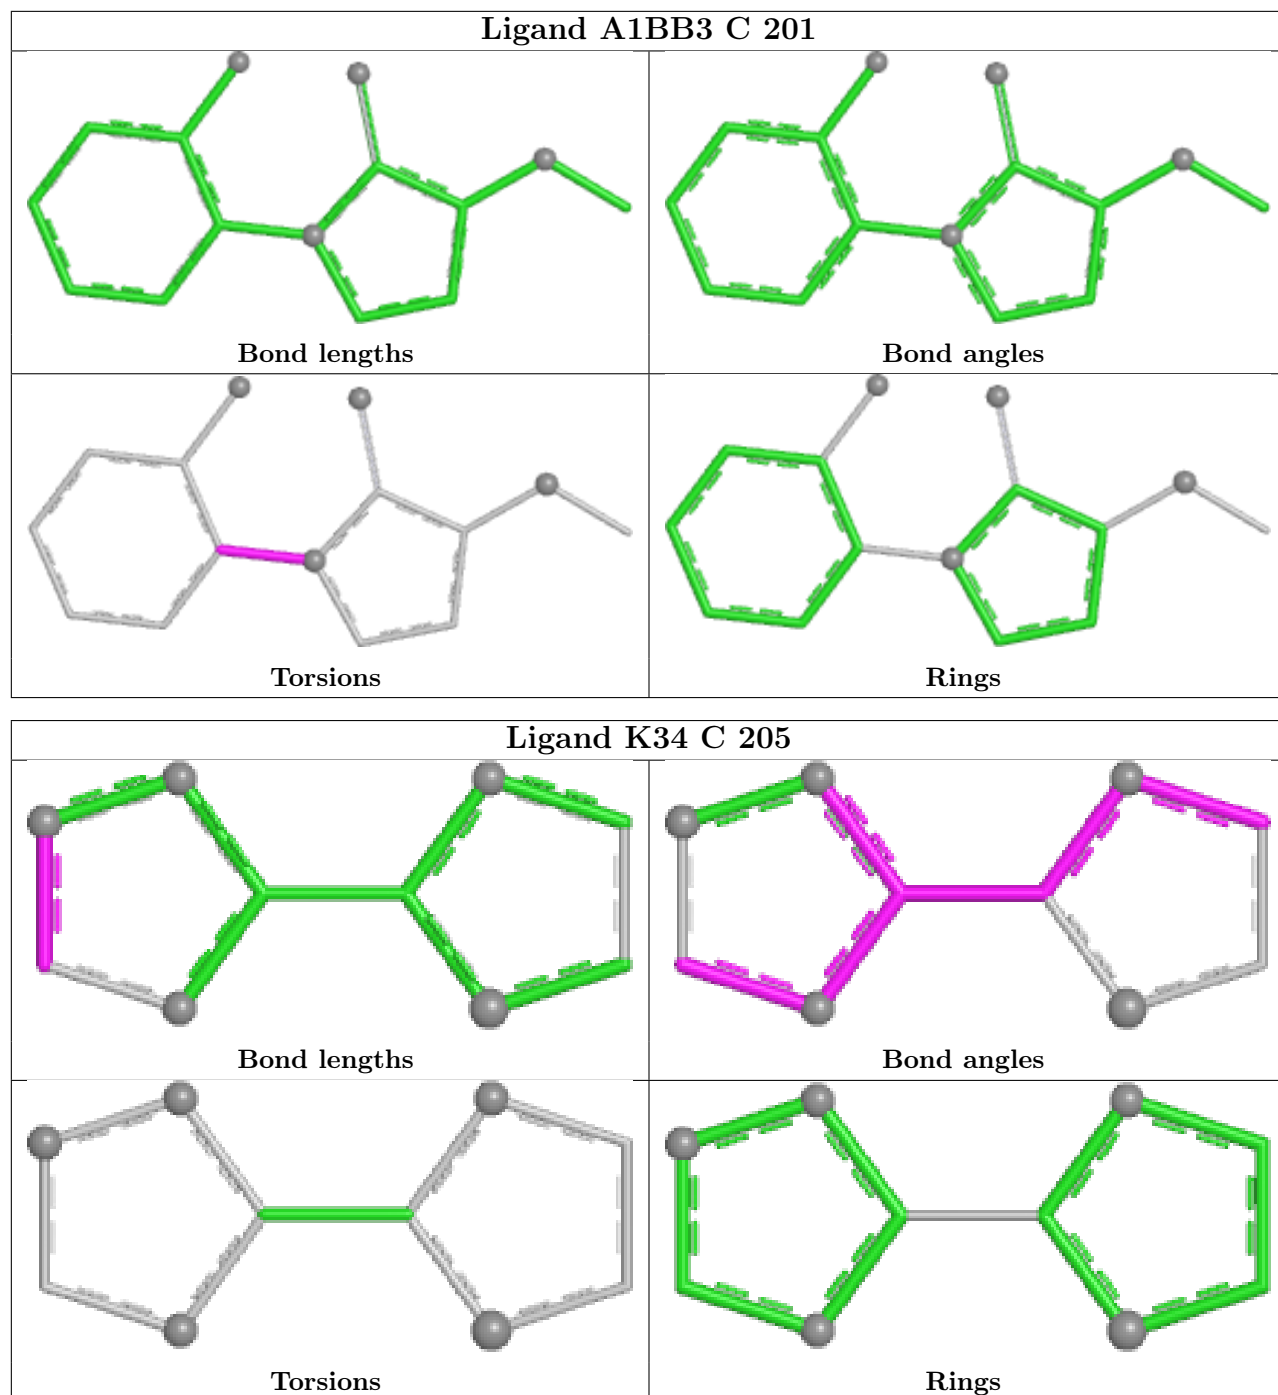 Ligand A1BB3 C 201
Bond lengths
Bond angles
Torsions
Rings
Ligand K34 C 205
Bond lengths
Bond angles
Torsions
Rings